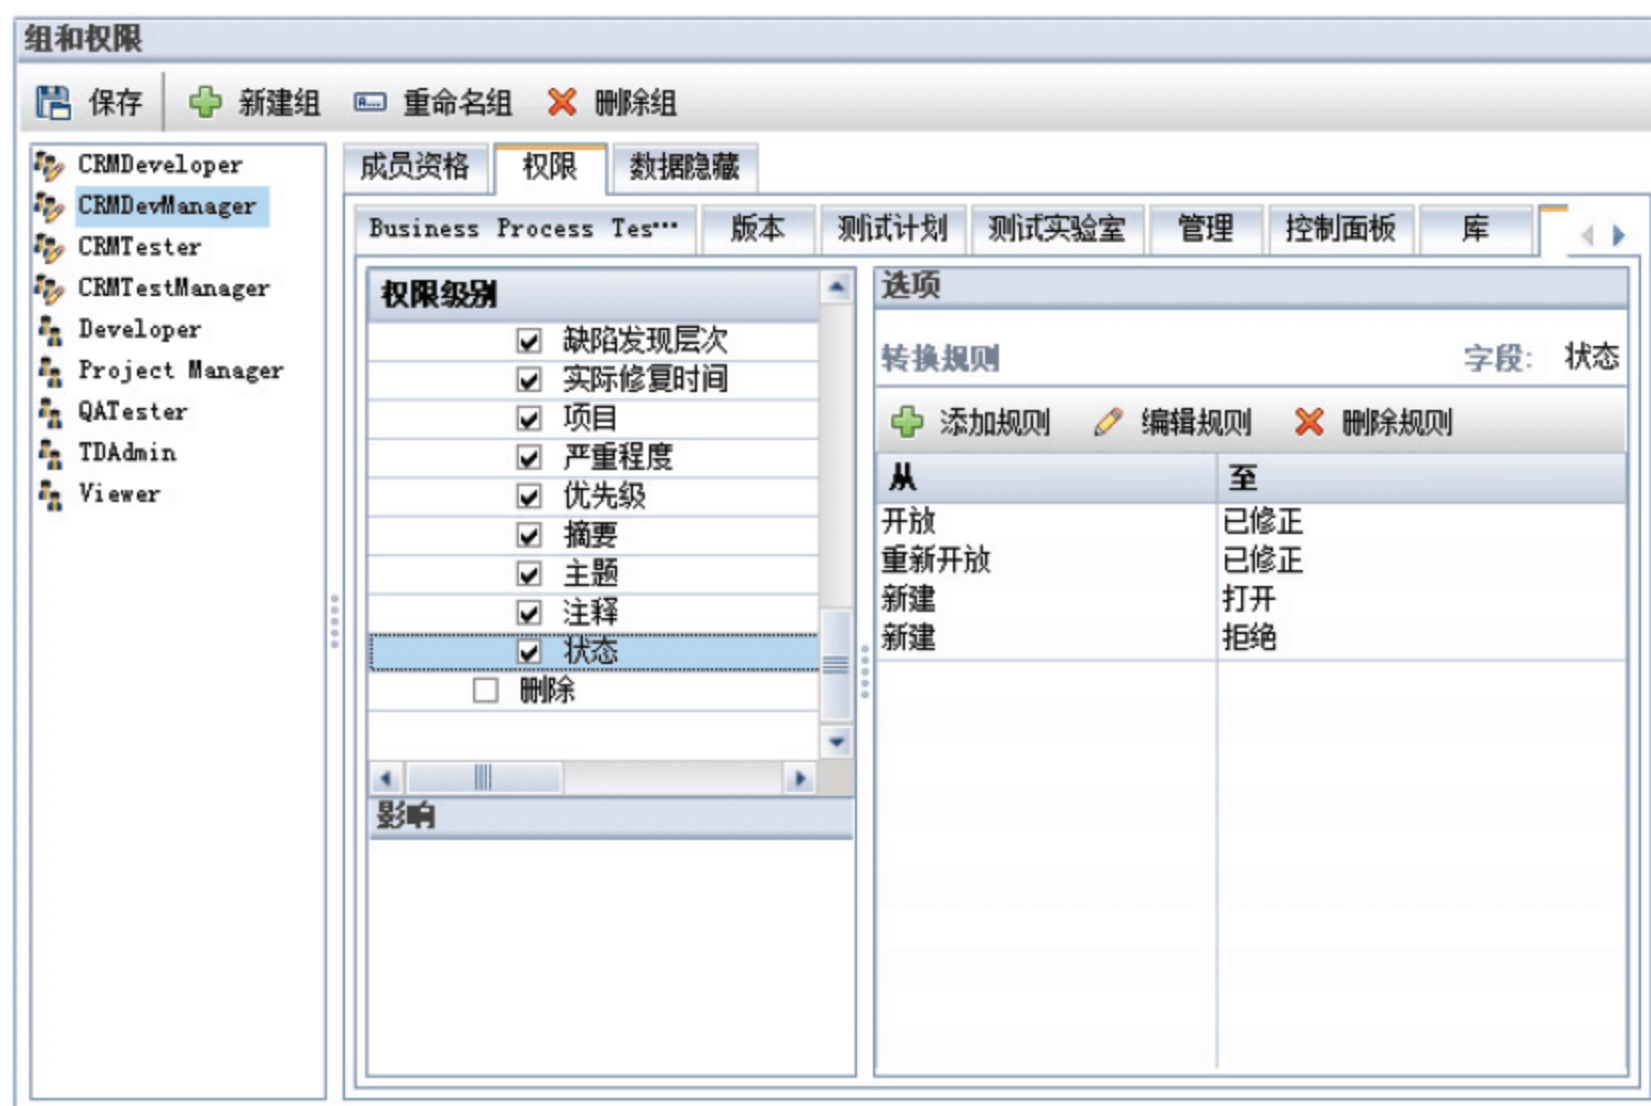 组和权限
保存 新建组 重命名组 删除组
CRMDeveloper
CRMDevManager
CRMTester
CRMTestManager
Developer
Project Manager
QATester
TDAdmin
Viewer
成员资格 权限 数据隐藏
Business Process Tes… 版本 测试计划 测试实验室 管理 控制面板 库
权限级别
缺陷发现层次
实际修复时间
项目
严重程度
优先级
摘要
主题
注释
状态
删除
影响
选项
转换规则 字段: 状态
添加规则 编辑规则 删除规则
从 至
开放 已修正
重新开放 已修正
新建 打开
新建 拒绝